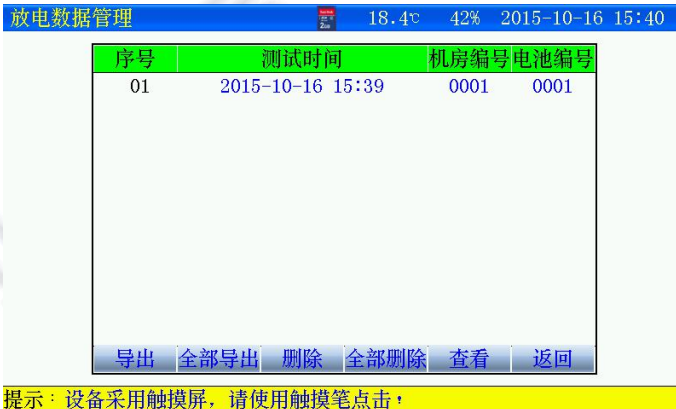 放电数据管理 18.4℃ 42% 2015-10-16 15:40
序号 测试时间 机房编号 电池编号
01 2015-10-16 15:39 0001 0001
导出 全部导出 删除 全部删除 查看 返回
提示：设备采用触摸屏，请使用触摸笔点击！